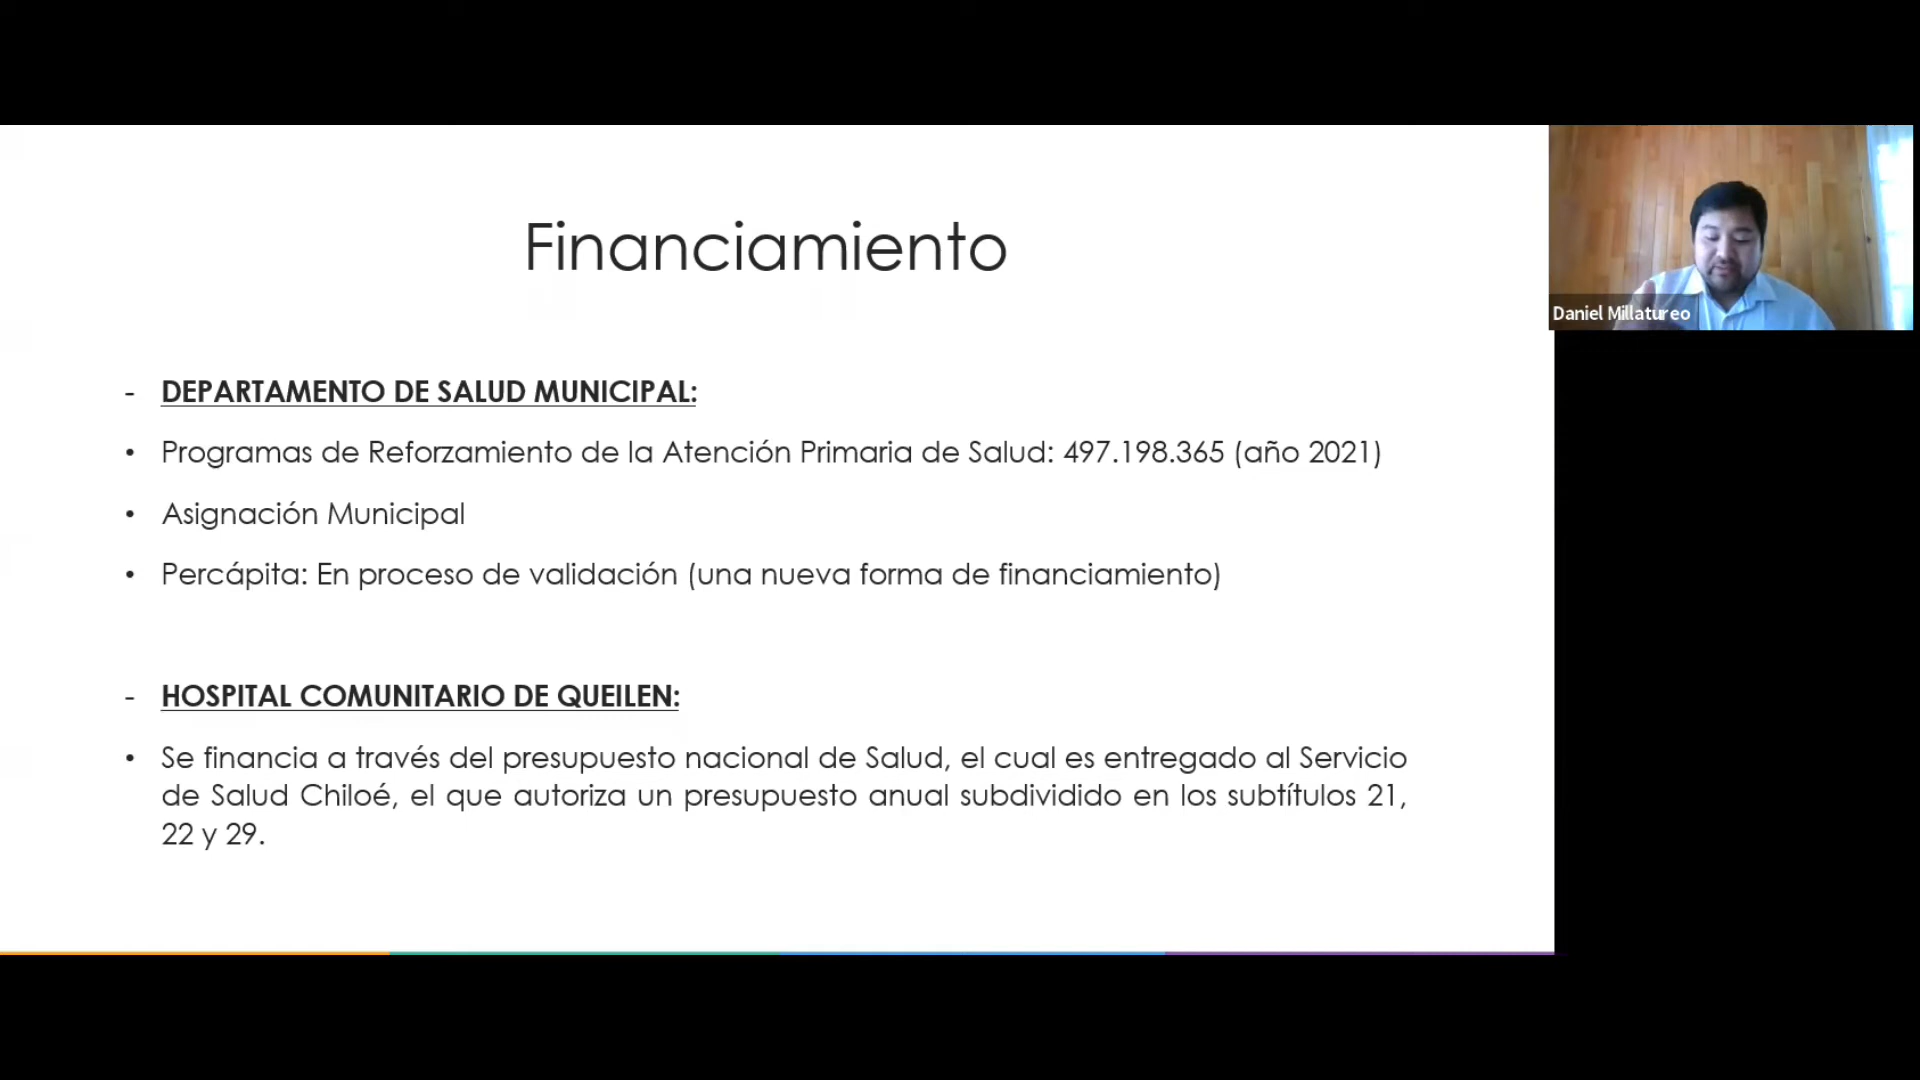 Financiamiento
Daniel Millatureo
- DEPARTAMENTO DE SALUD MUNICIPAL:
• Programas de Reforzamiento de la Atención Primaria de Salud: 497.198.365 (año 2021)
• Asignación Municipal
• Percápita: En proceso de validación (una nueva forma de financiamiento)
- HOSPITAL COMUNITARIO DE QUEILEN:
• Se financia a través del presupuesto nacional de Salud, el cual es entregado al Servicio
de Salud Chiloé, el que autoriza un presupuesto anual subdividido en los subtítulos 21,
22 y 29.